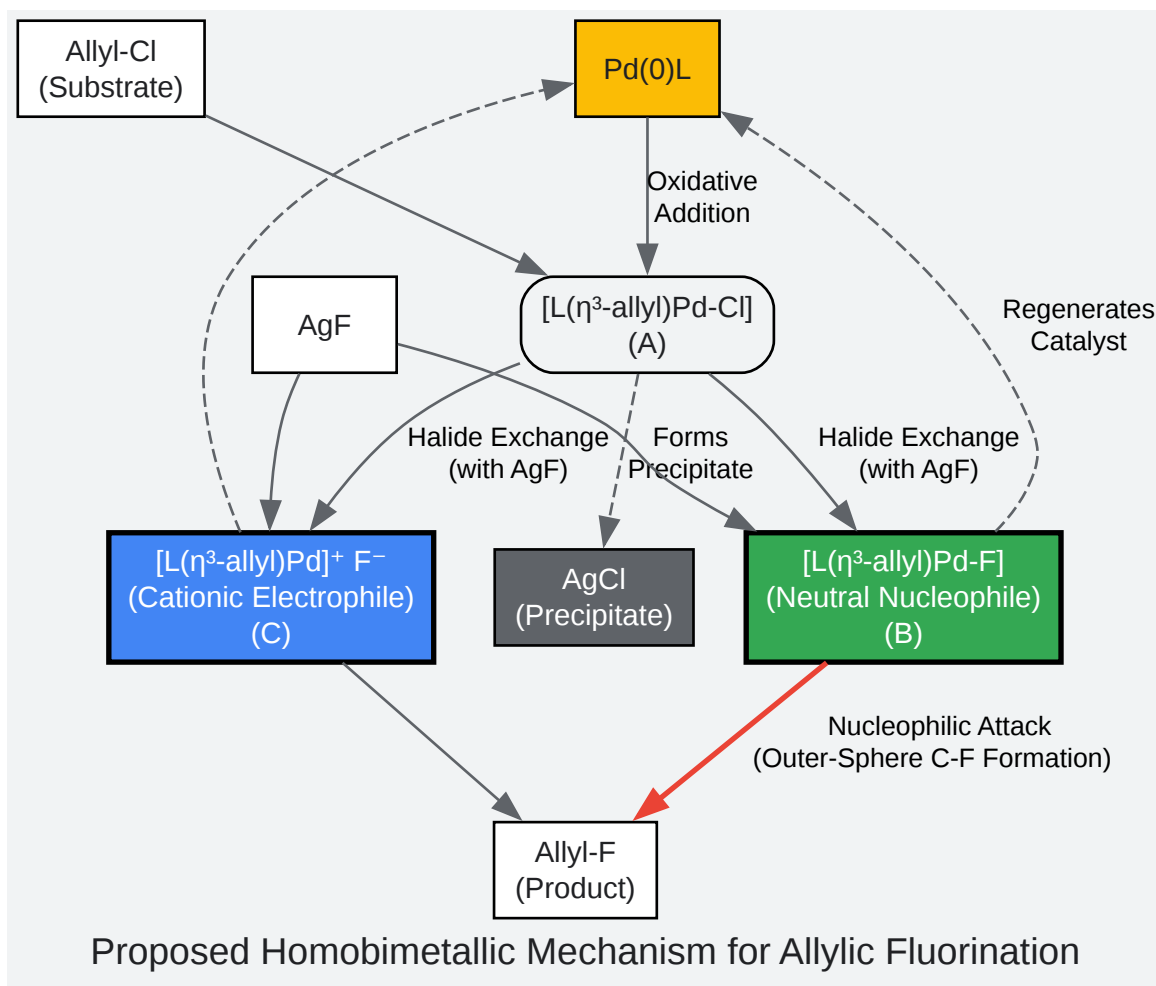 Allyl-Cl
(Substrate)
Pd(0)L
Oxidative
Addition
AgF
[L(η³-allyl)Pd-Cl]
(A)
Regenerates
Catalyst
Halide Exchange
(with AgF)
Forms
Precipitate
Halide Exchange
(with AgF)
[L(η³-allyl)Pd]⁺ F⁻
(Cationic Electrophile)
(C)
AgCl
(Precipitate)
[L(η³-allyl)Pd-F]
(Neutral Nucleophile)
(B)
Nucleophilic Attack
(Outer-Sphere C-F Formation)
Allyl-F
(Product)
Proposed Homobimetallic Mechanism for Allylic Fluorination